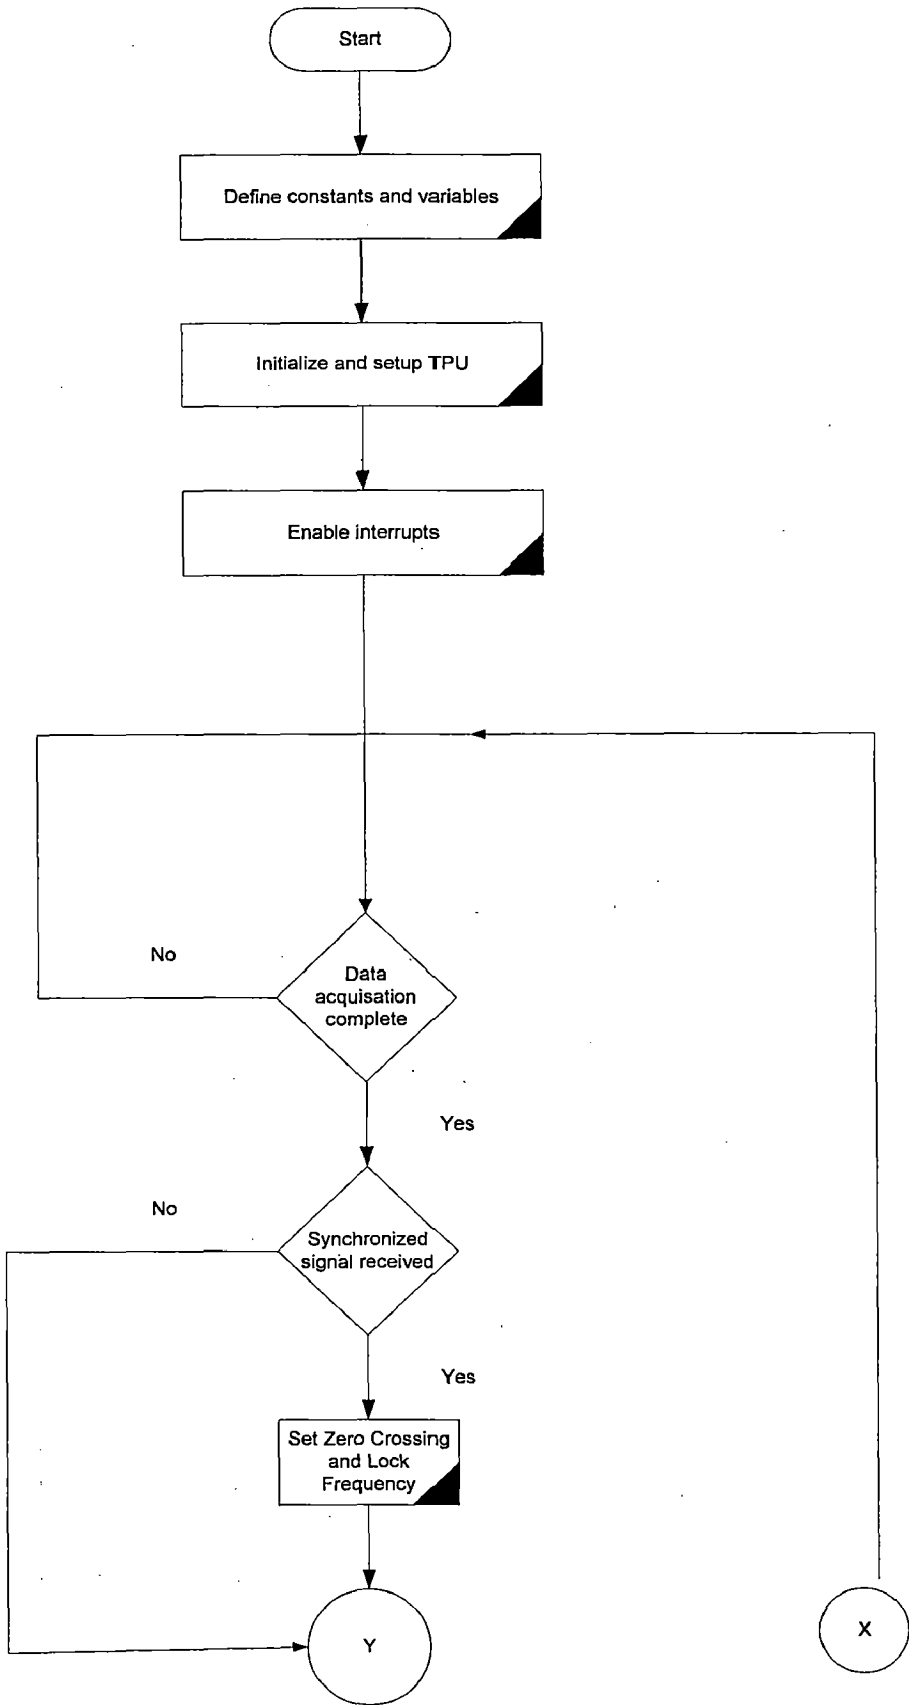 Start
Define constants and variables
Initialize and setup TPU
Enable interrupts
No
Data
acquisation
complete
Yes
No
Synchronized
signal received
Yes
Set Zero Crossing
and Lock
Frequency
Y
X